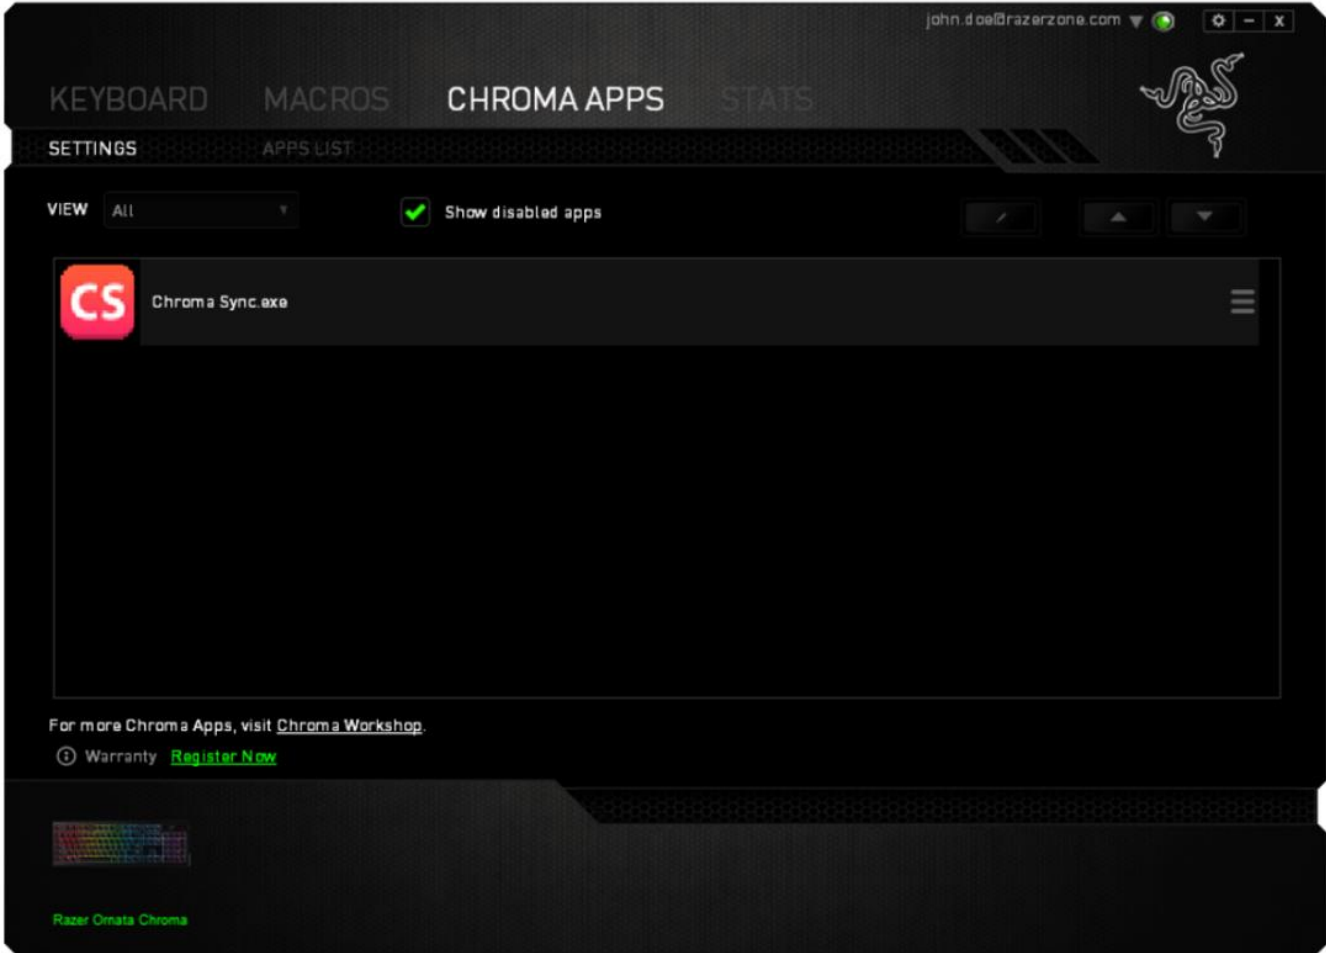 john.doe@razerzone.com
KEYBOARD MACROS CHROMA APPS STATS
SETTINGS APPS LIST
VIEW All Show disabled apps
CS Chroma Sync.exe
For more Chroma Apps, visit Chroma Workshop.
Warranty Register Now
Razer Ornata Chroma